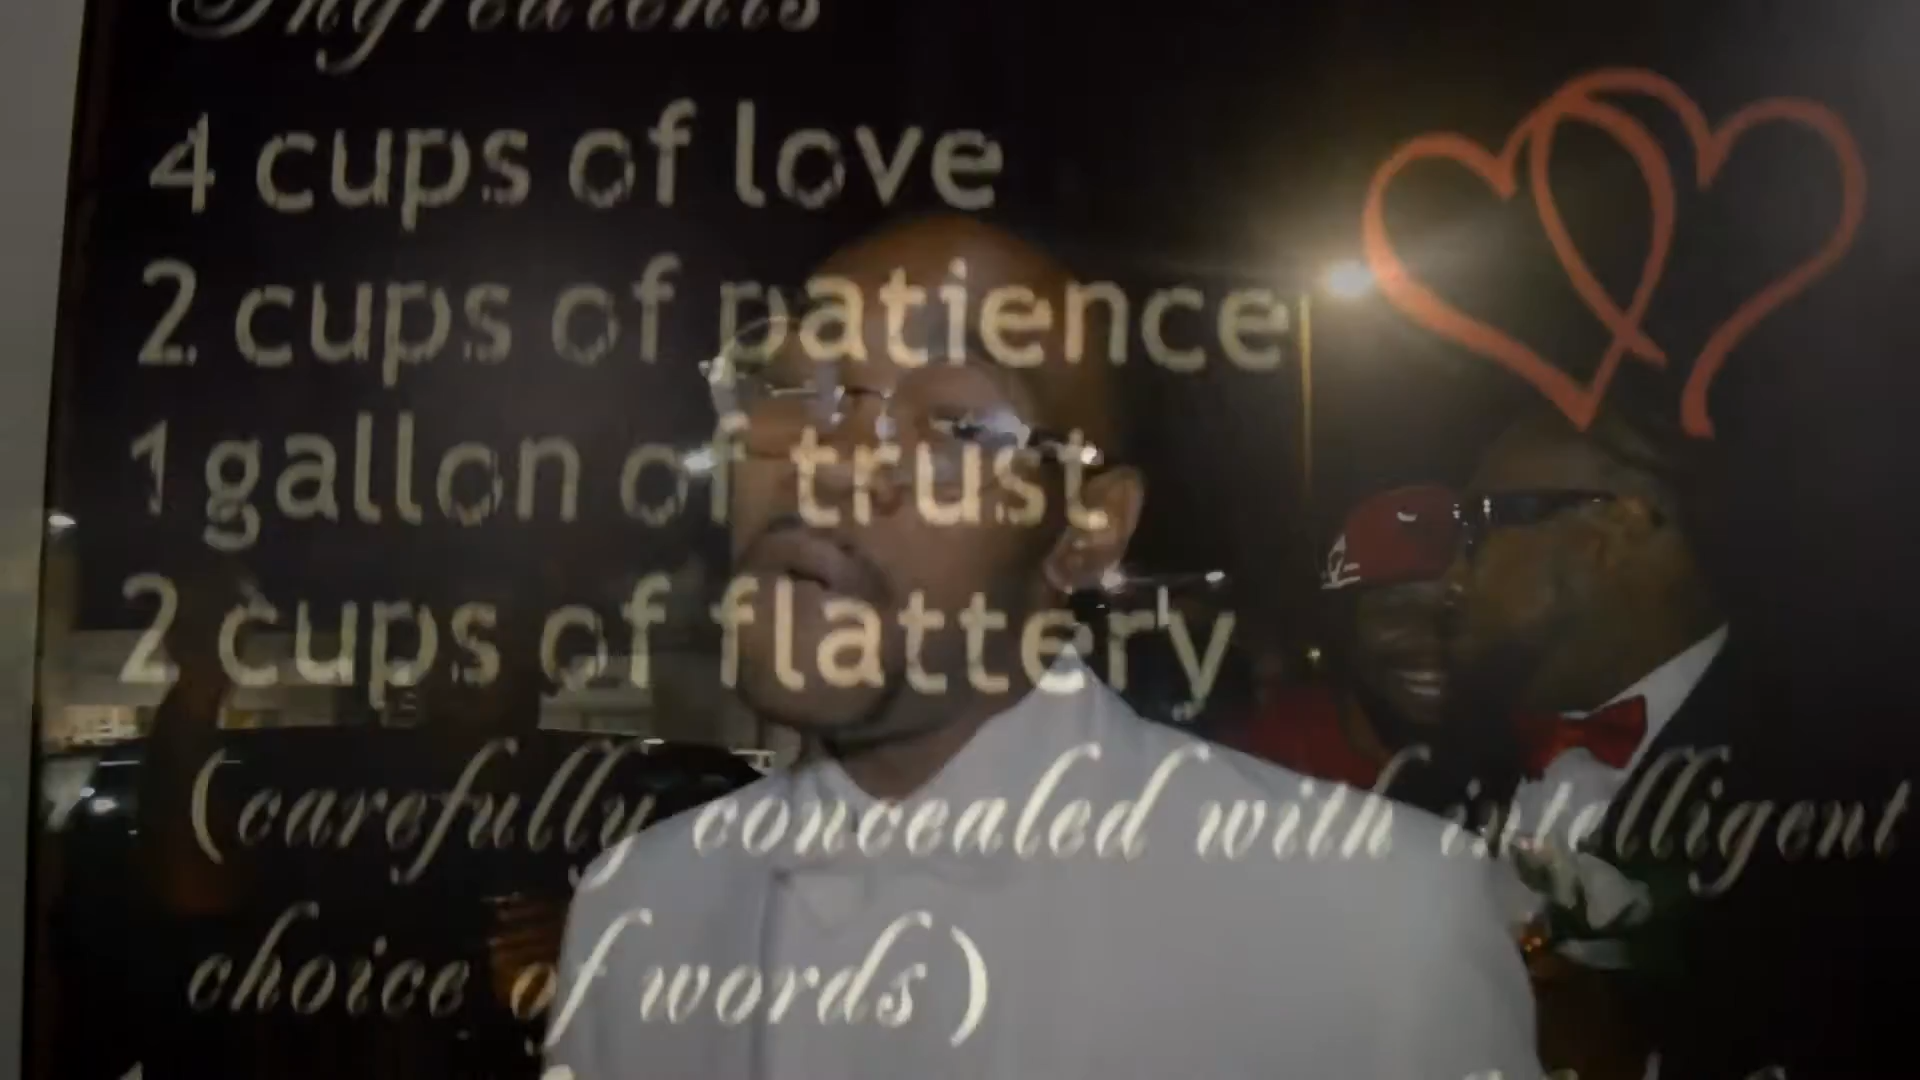 Ingredients
4 cups of love
2 cups of patience
1 gallon of trust
2 cups of flattery
(carefully concealed with intelligent
choice of words)